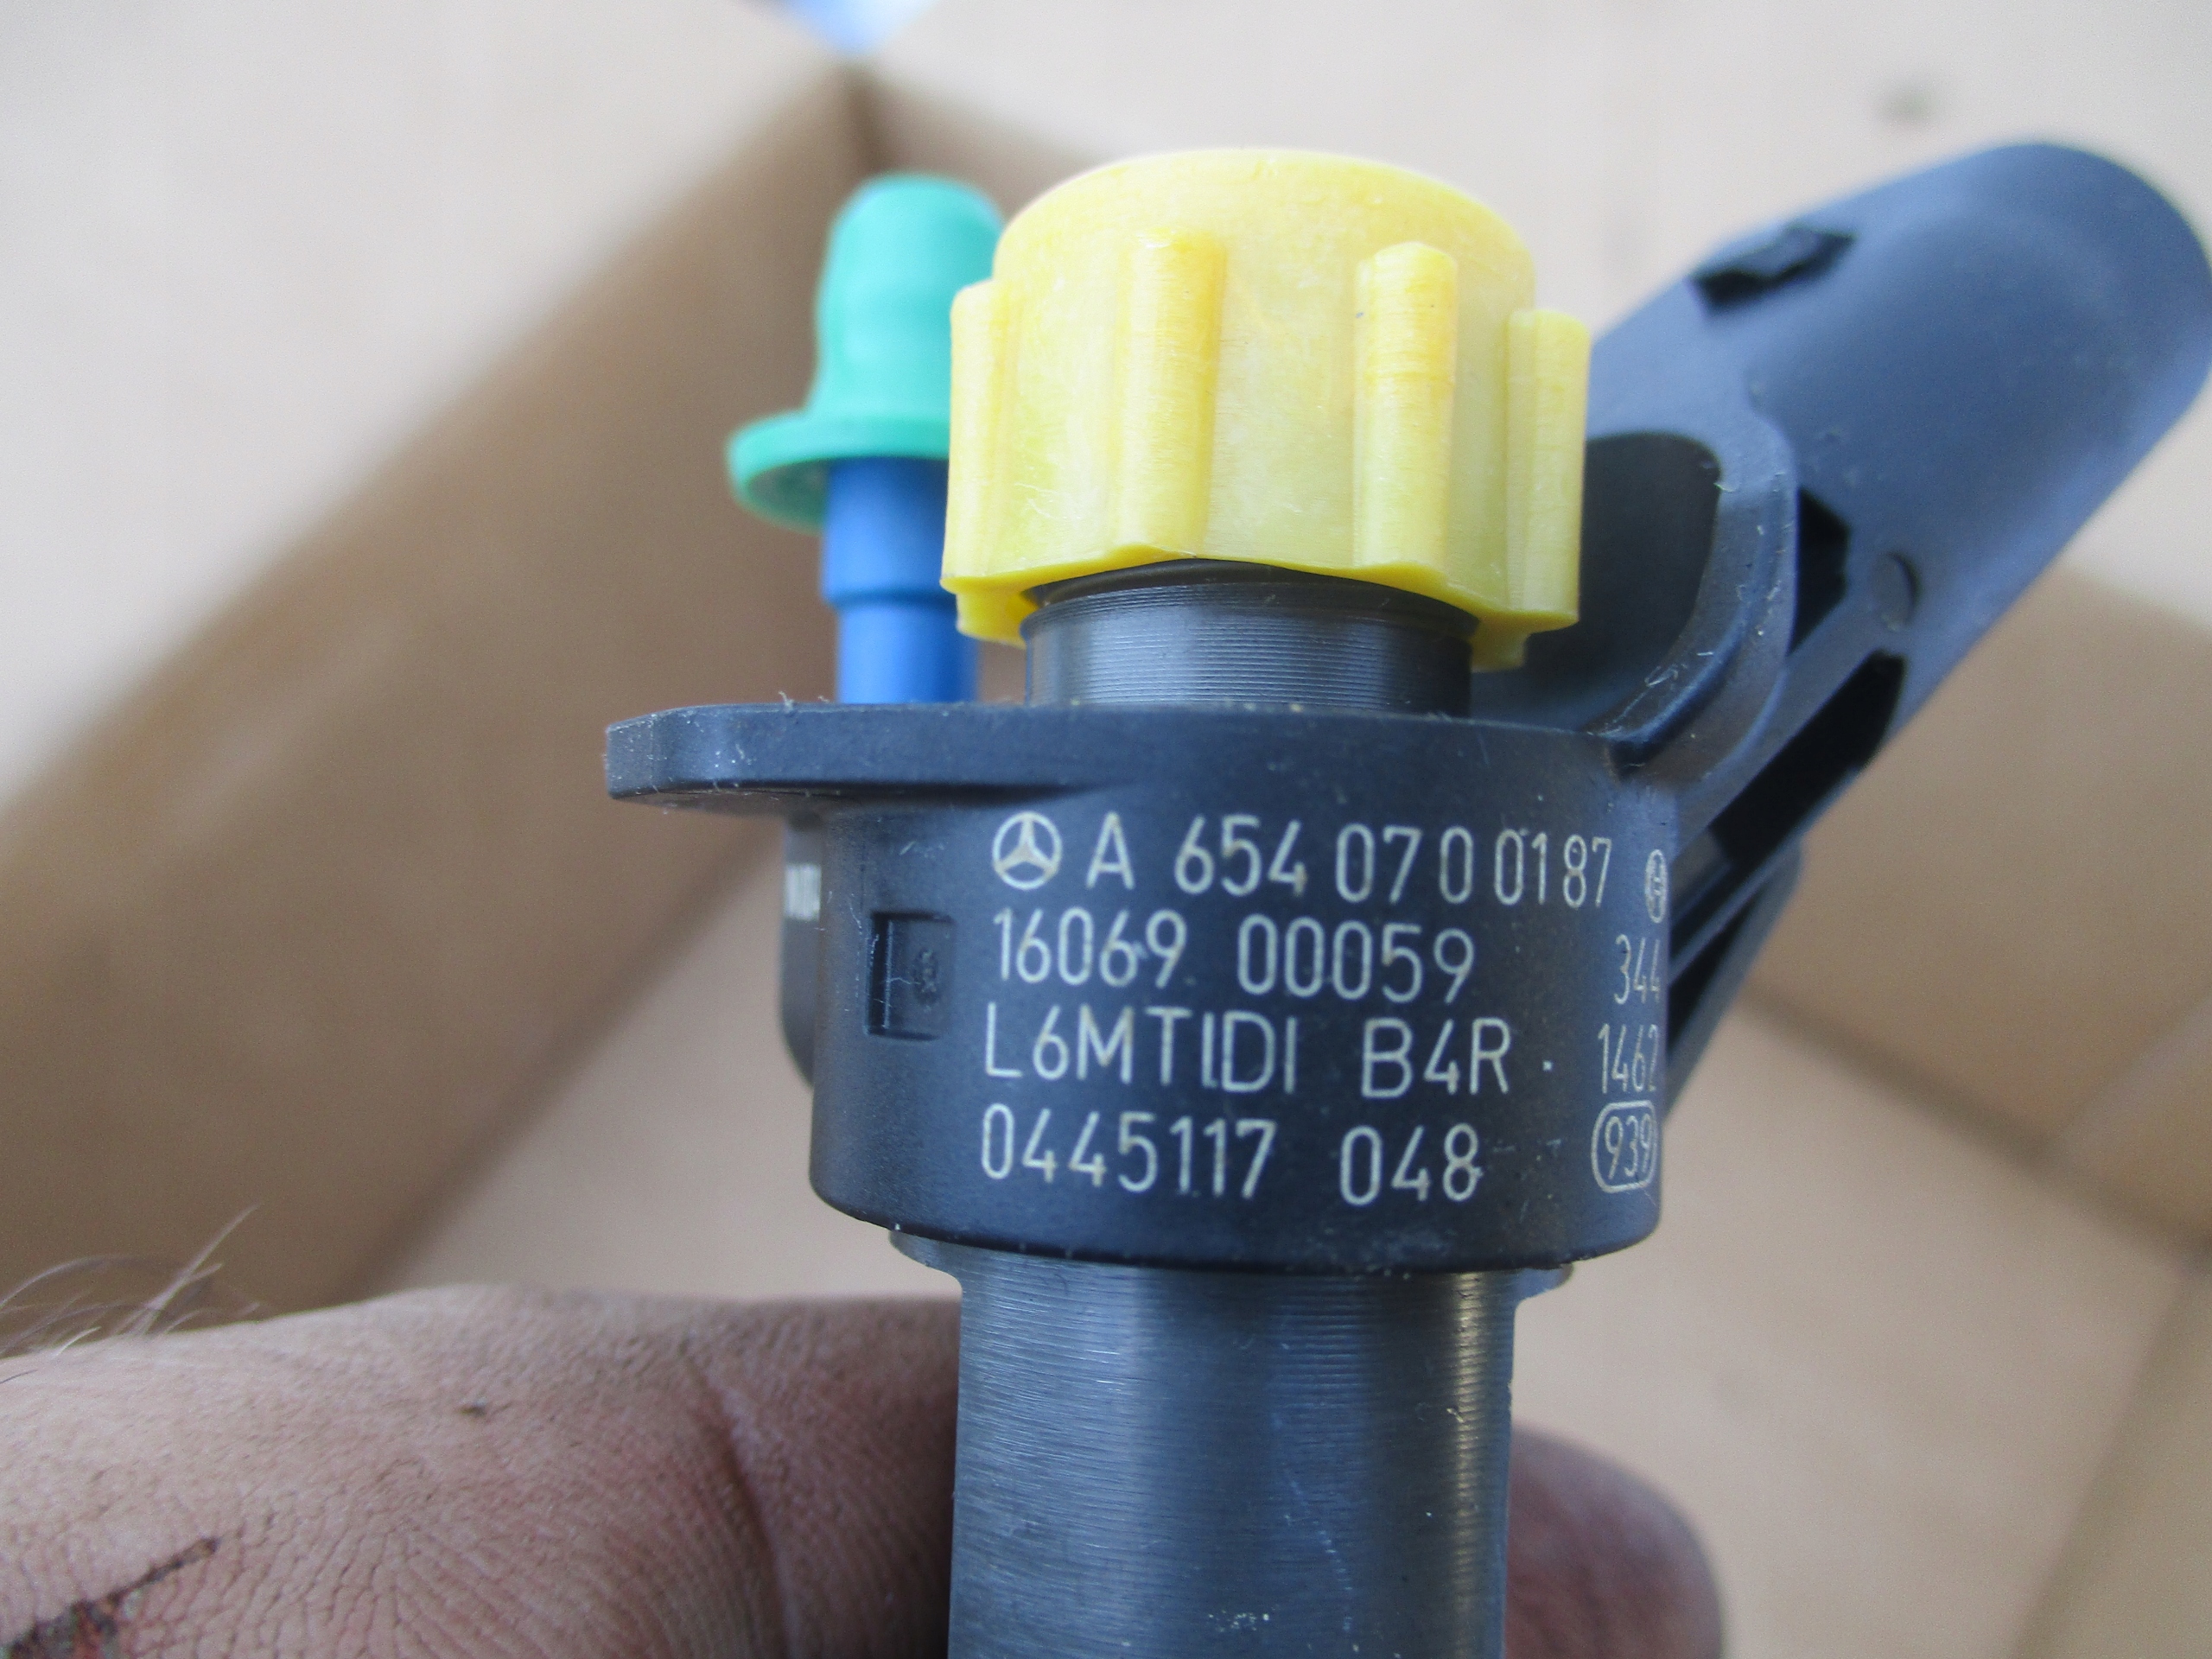 A 654 070 0187
16069 00059 344
L6MTIDI B4R · 1462
0445117 048 939